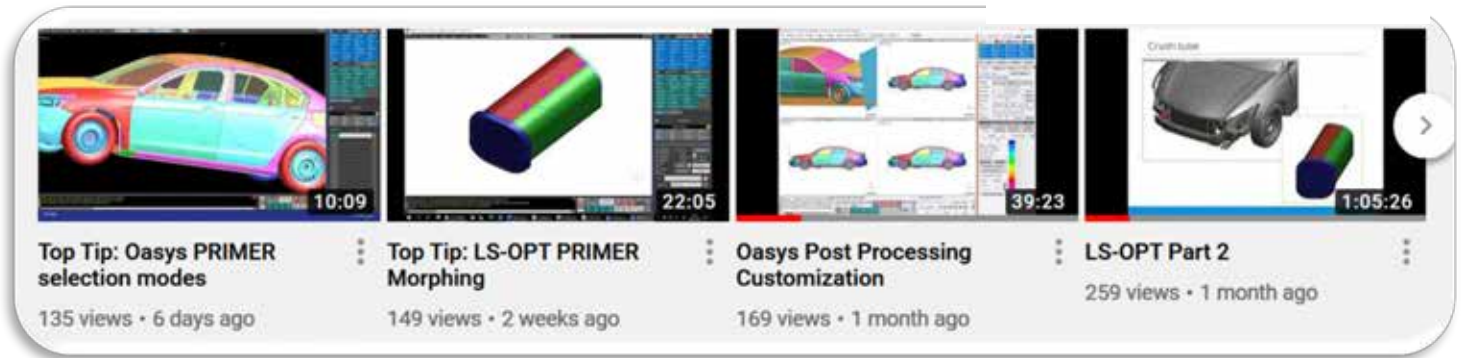 Crush tube
10:09
22:05
39:23
1:05:26
Top Tip: Oasys PRIMER
selection modes
135 views • 6 days ago
Top Tip: LS-OPT PRIMER
Morphing
149 views • 2 weeks ago
Oasys Post Processing
Customization
169 views • 1 month ago
LS-OPT Part 2
259 views • 1 month ago